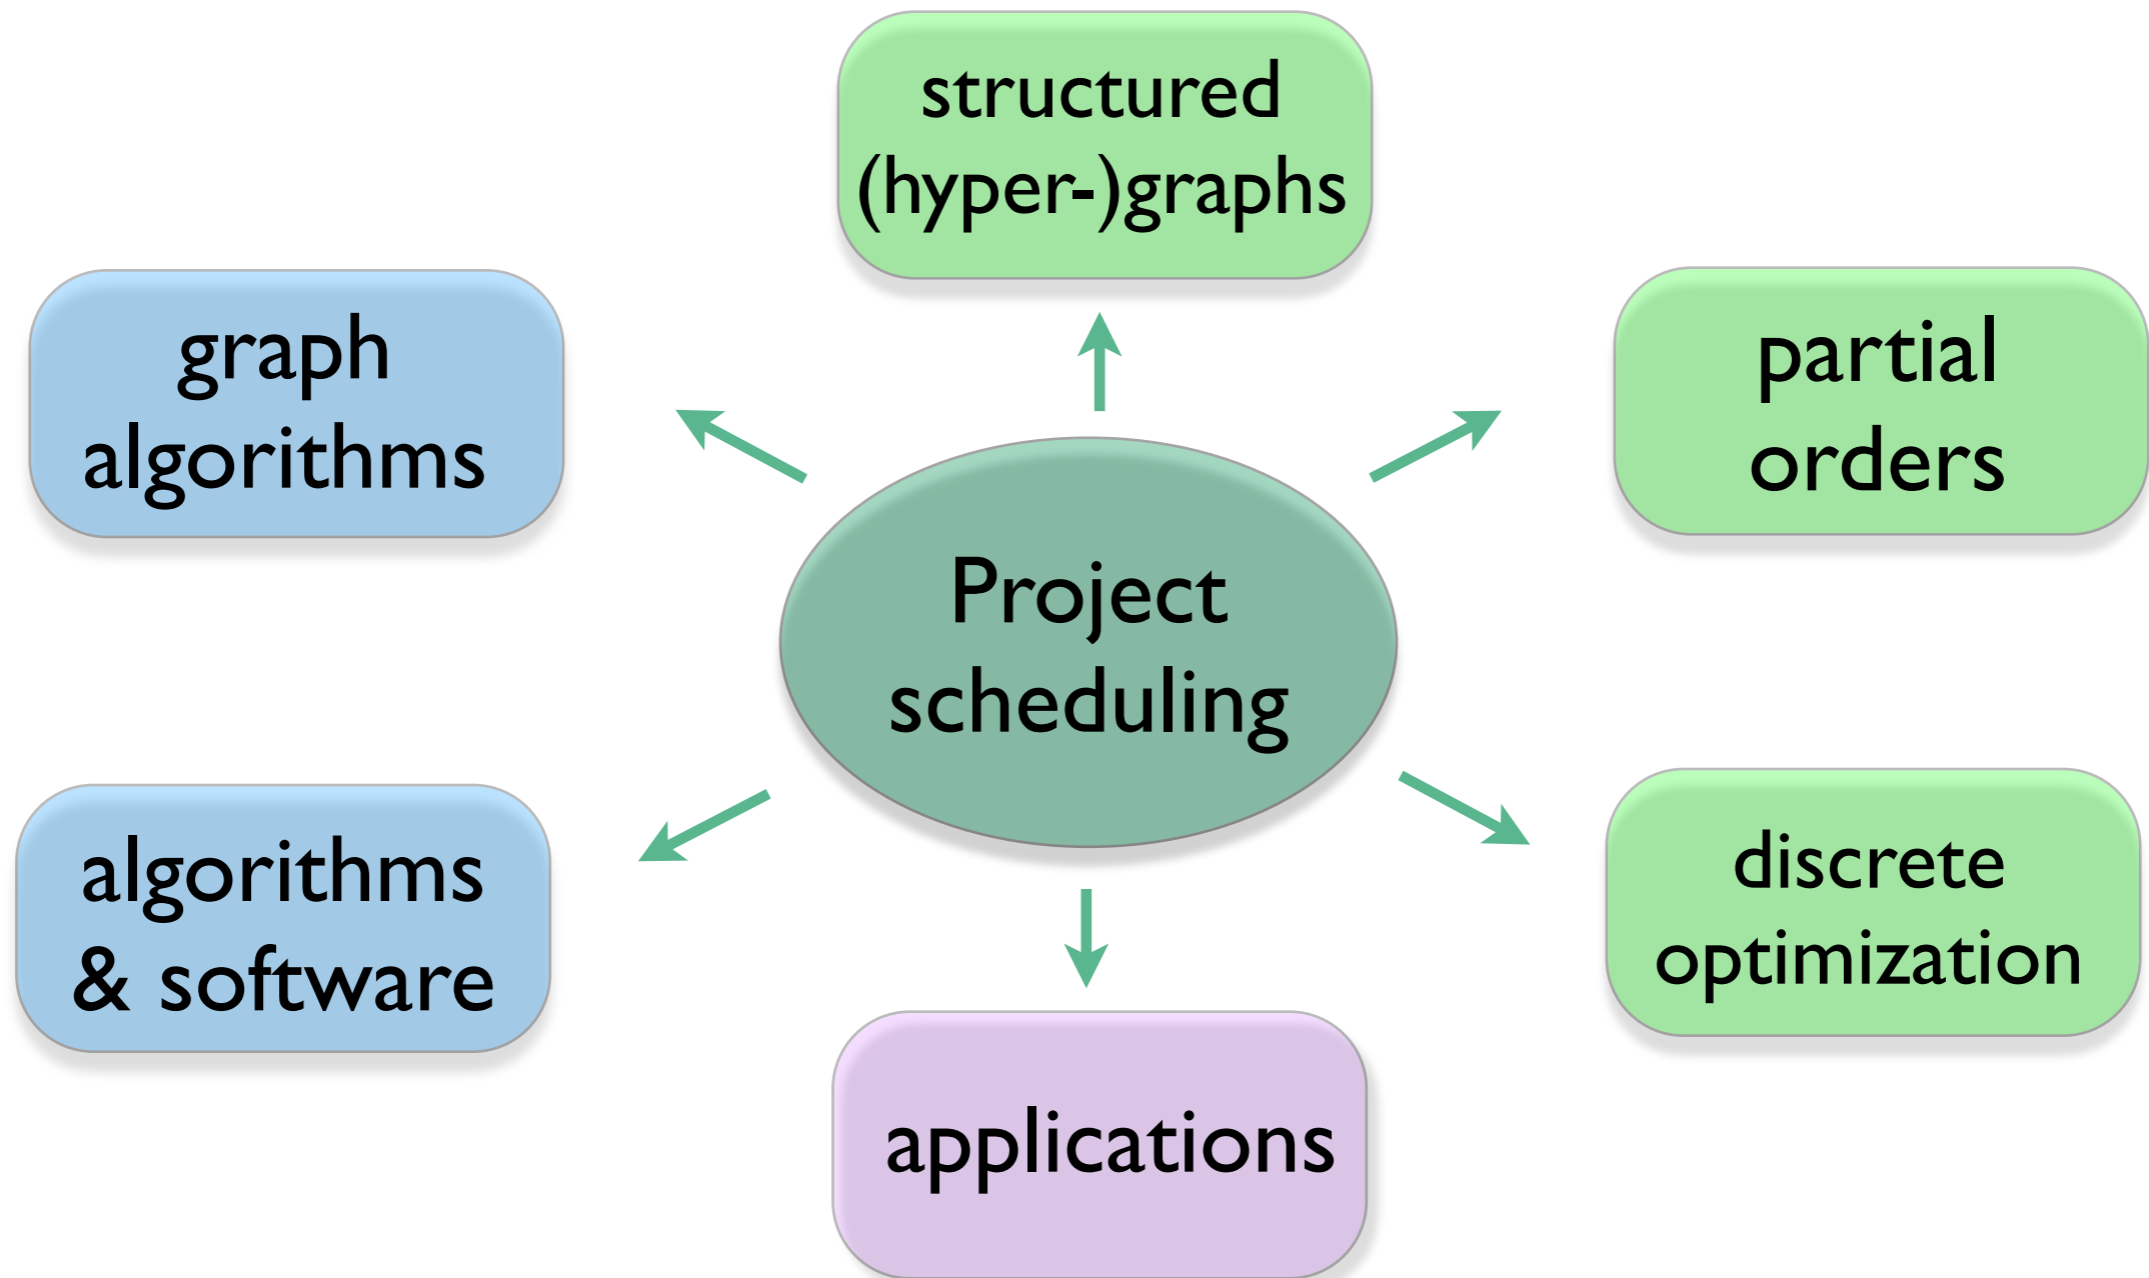 structured
(hyper-)graphs
graph
algorithms
partial
orders
Project
scheduling
algorithms
& software
discrete
optimization
applications